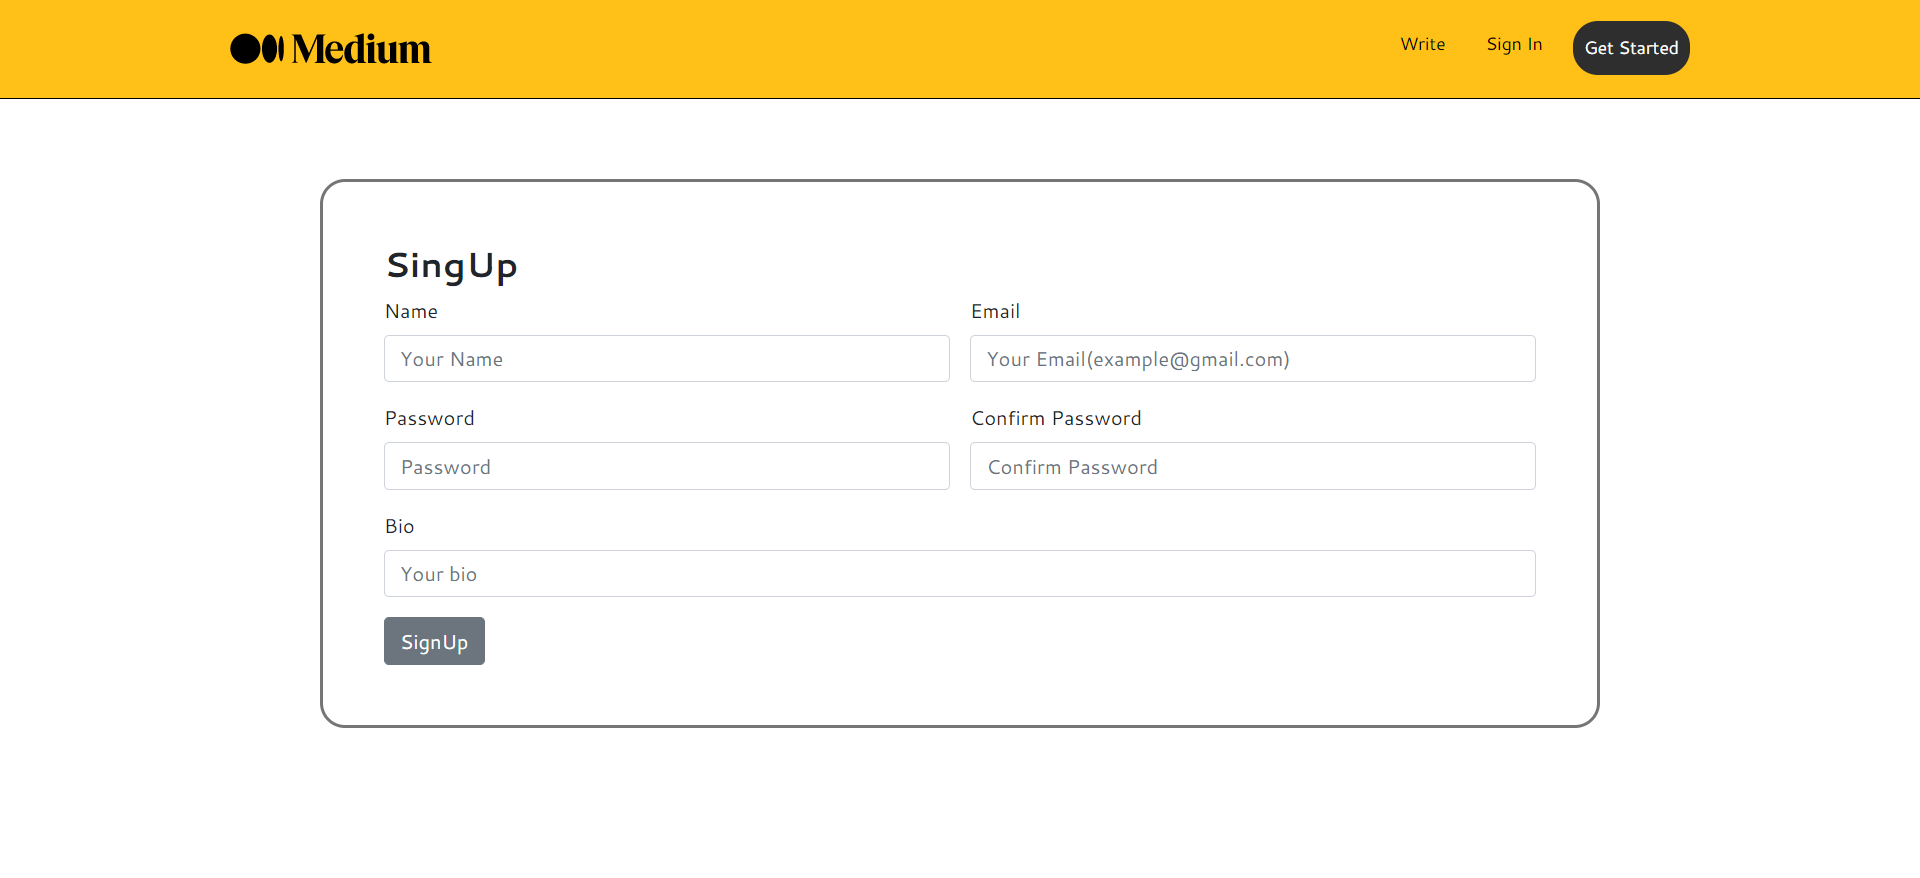 Medium
Write Sign In Get Started
SingUp
Name Email
Your Name Your Email(example@gmail.com)
Password Confirm Password
Password Confirm Password
Bio
Your bio
SignUp